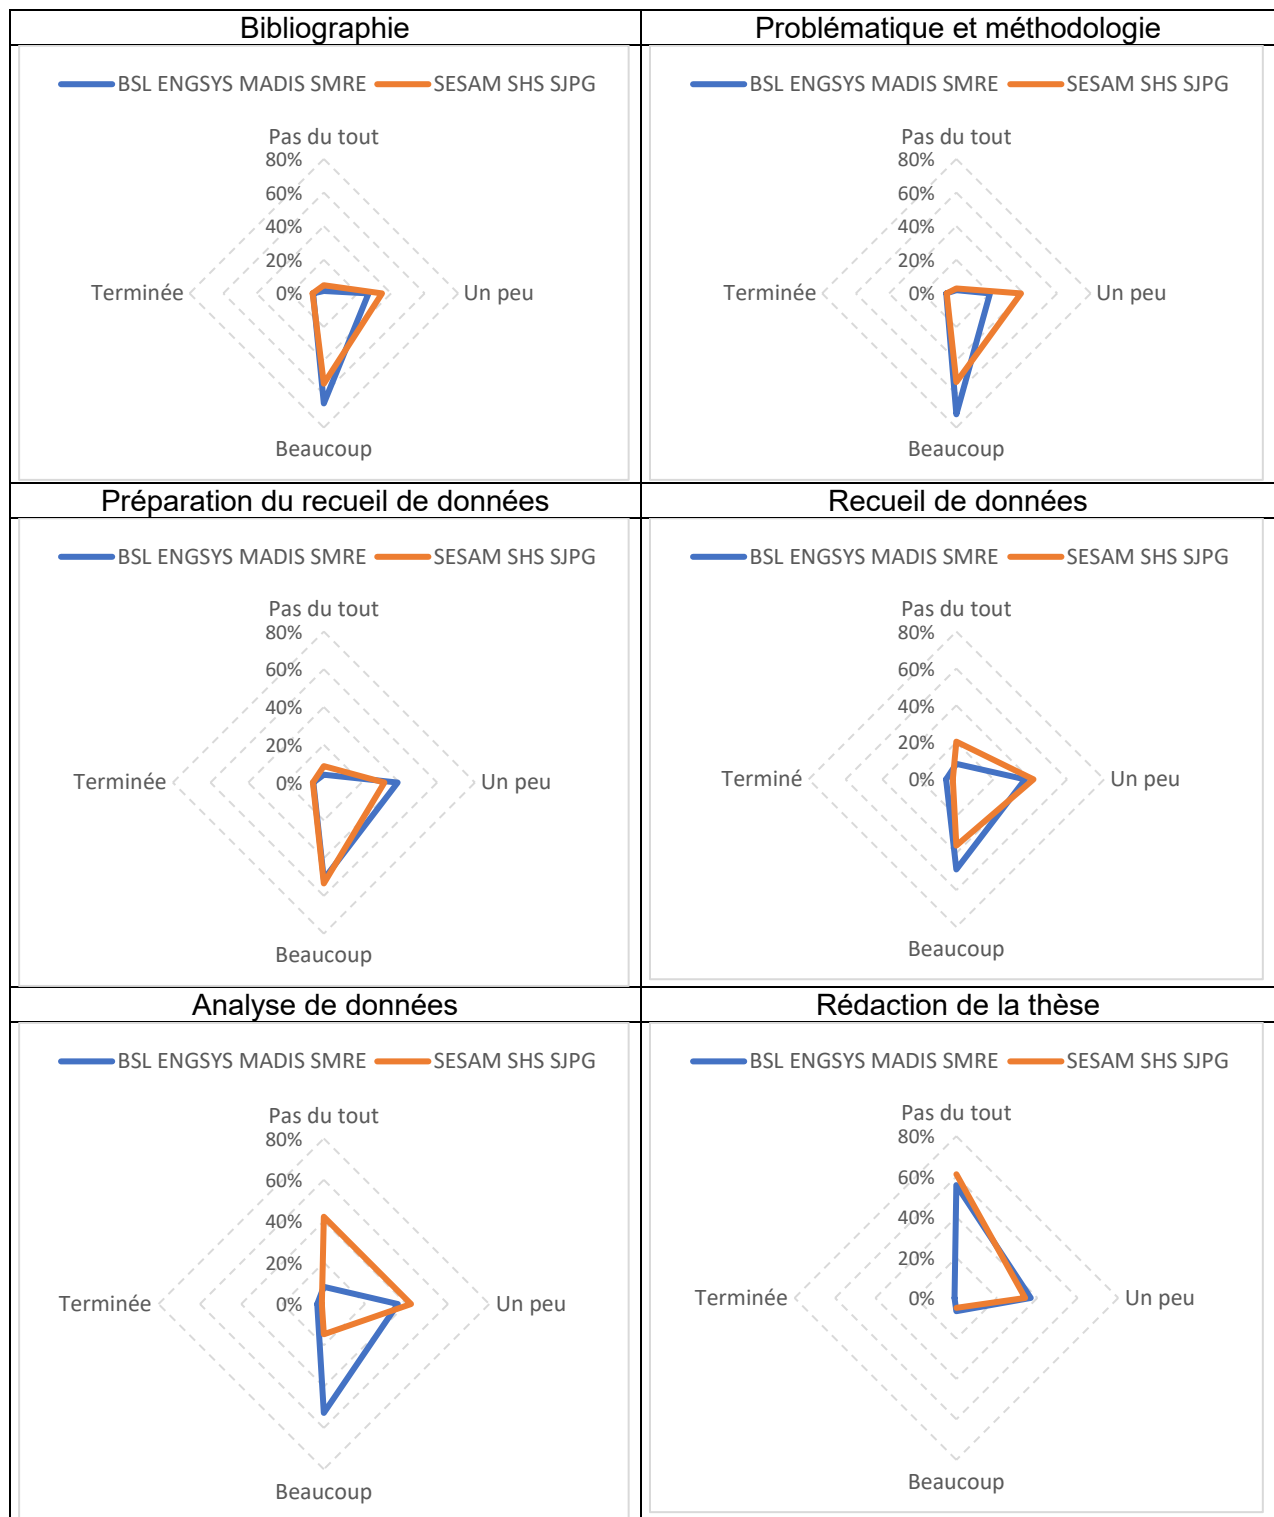 Bibliographie
Problématique et méthodologie
BSL ENGSYS MADIS SMRE SESAM SHS SJPG
Pas du tout
80%
60%
40%
20%
0%
Terminée
Un peu
Beaucoup
BSL ENGSYS MADIS SMRE SESAM SHS SJPG
Pas du tout
80%
60%
40%
20%
0%
Terminée
Un peu
Beaucoup
Préparation du recueil de données
Recueil de données
BSL ENGSYS MADIS SMRE SESAM SHS SJPG
Pas du tout
80%
60%
40%
20%
0%
Terminée
Un peu
Beaucoup
BSL ENGSYS MADIS SMRE SESAM SHS SJPG
Pas du tout
80%
60%
40%
20%
0%
Terminé
Un peu
Beaucoup
Analyse de données
Rédaction de la thèse
BSL ENGSYS MADIS SMRE SESAM SHS SJPG
Pas du tout
80%
60%
40%
20%
0%
Terminée
Un peu
Beaucoup
BSL ENGSYS MADIS SMRE SESAM SHS SJPG
Pas du tout
80%
60%
40%
20%
0%
Terminée
Un peu
Beaucoup